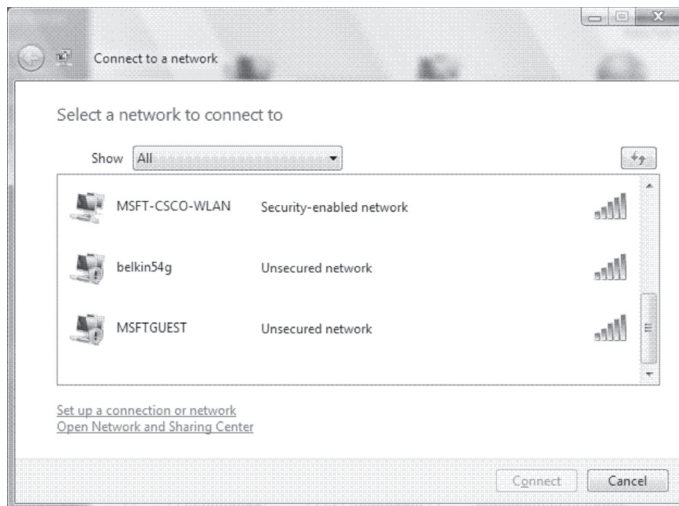 Connect to a network
Select a network to connect to
Show All
MSFT-CSCO-WLAN Security-enabled network
belkin54g Unsecured network
MSFTGUEST Unsecured network
Set up a connection or network
Open Network and Sharing Center
Connect Cancel